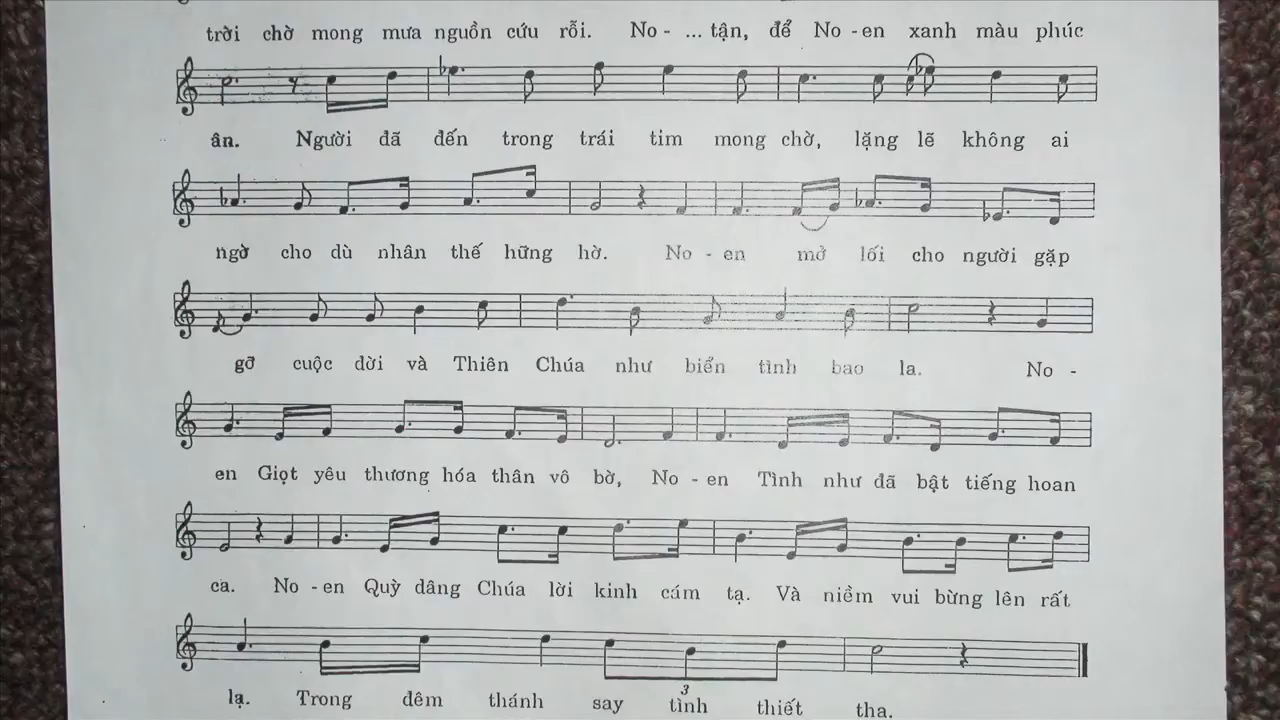 trời chờ mong mưa nguồn cứu rỗi. No - ... tận, để No - en xanh màu phúc
ân. Người đã đến trong trái tim mong chờ, lặng lẽ không ai
ngờ cho dù nhân thế hững hờ. No - en mở lối cho người gặp
gỡ cuộc dời và Thiên Chúa như biển tình bao la. No -
en Giọt yêu thương hóa thân vô bờ, No - en Tình như đã bật tiếng hoan
ca. No - en Quỳ dâng Chúa lời kinh cám tạ. Và niềm vui bừng lên rất
3
lạ. Trong đêm thánh say tình thiết tha.